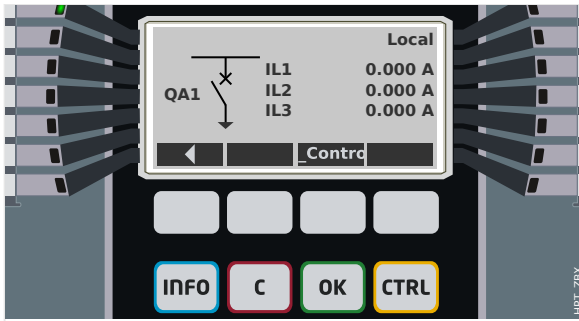 Local
IL1 0.000 A
QA1 IL2 0.000 A
IL3 0.000 A
_Contro
INFO C OK CTRL